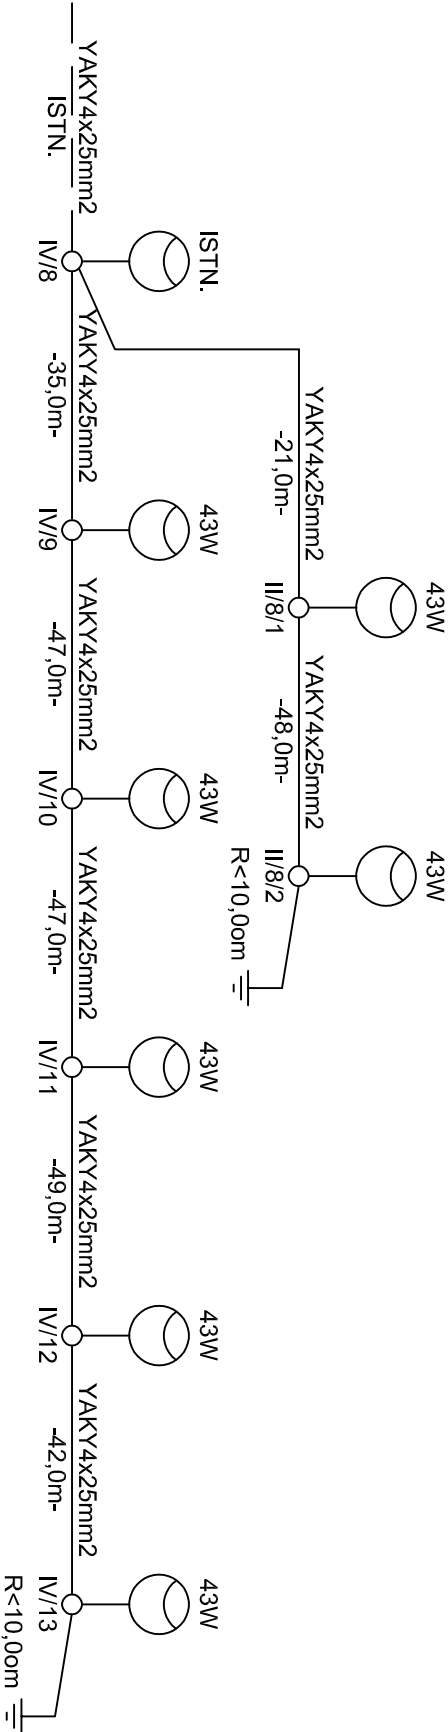 43W
43W
YAKY4x25mm2
YAKY4x25mm2
-21,0m-
-48,0m-
II/8/1
II/8/2
R<10,0om
ISTN.
43W
43W
43W
43W
43W
YAKY4x25mm2
YAKY4x25mm2
YAKY4x25mm2
YAKY4x25mm2
YAKY4x25mm2
YAKY4x25mm2
ISTN.
IV/8
-35,0m-
IV/9
-47,0m-
IV/10
-47,0m-
IV/11
-49,0m-
IV/12
-42,0m-
IV/13
R<10,0om